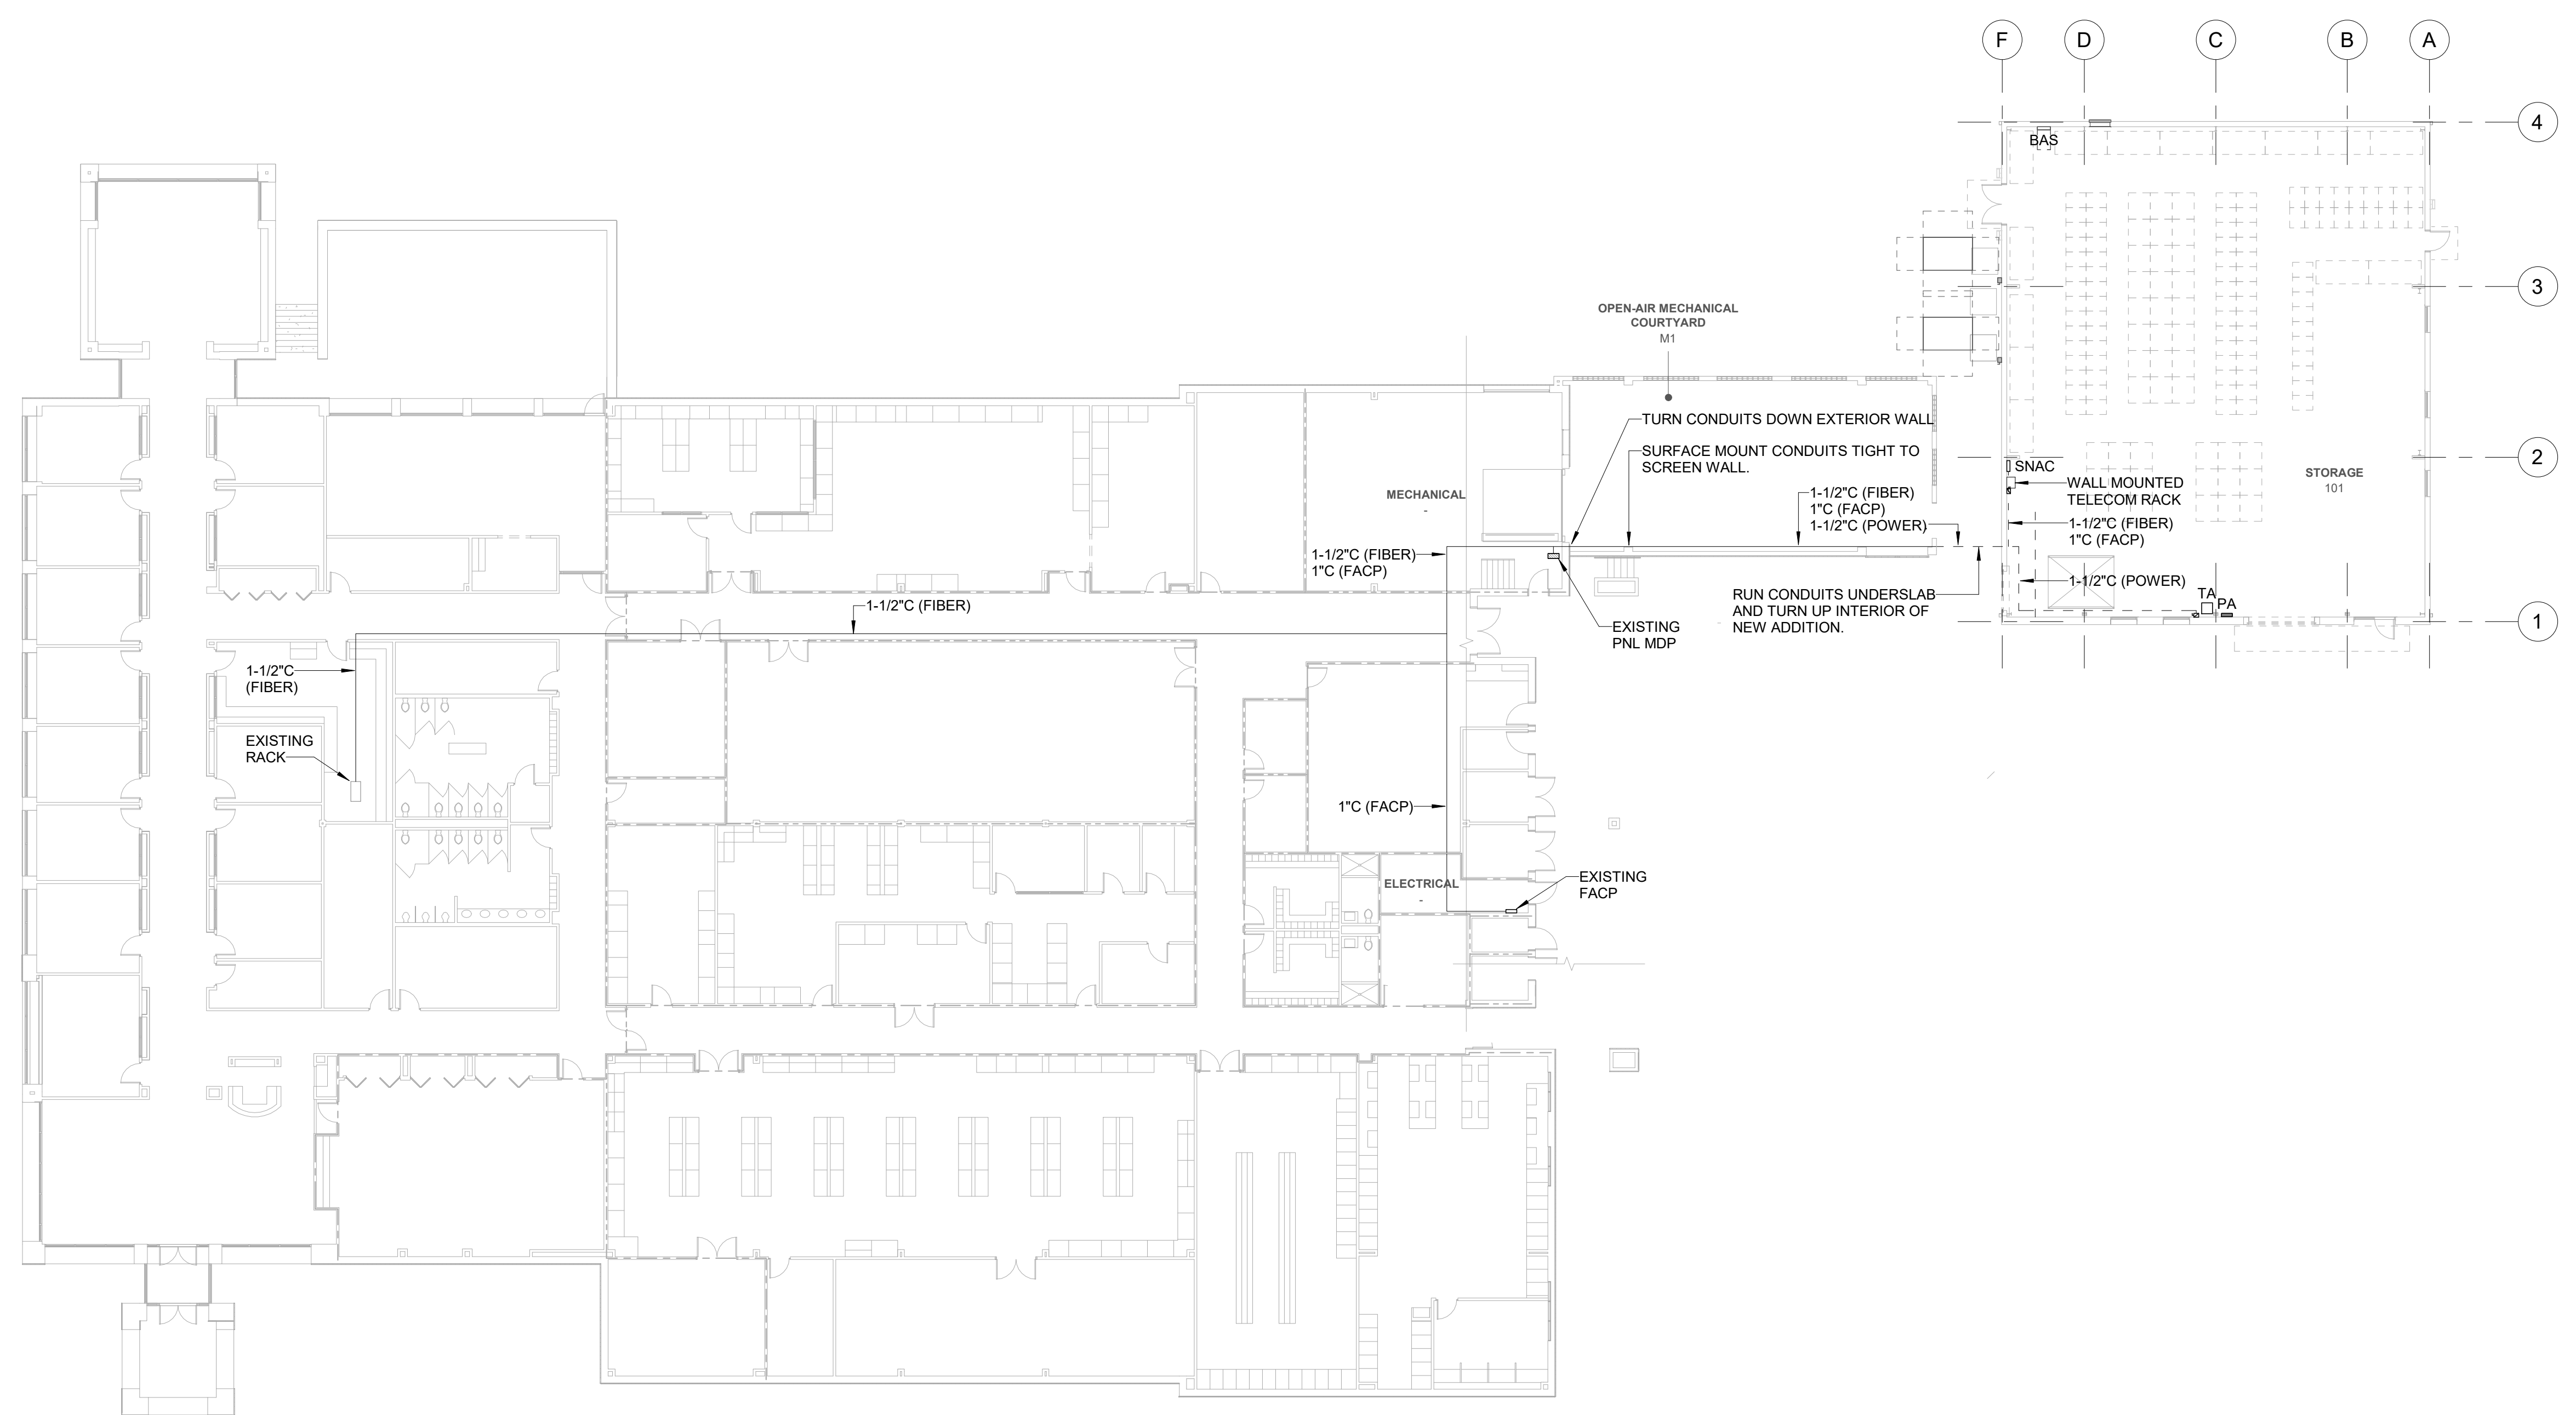 F
D
C
B
A
4
BAS
3
OPEN-AIR MECHANICAL
COURTYARD
M1
TURN CONDUITS DOWN EXTERIOR WALL
SURFACE MOUNT CONDUITS TIGHT TO
SCREEN WALL.
2
SNAC
STORAGE
101
WALL MOUNTED
TELECOM RACK
MECHANICAL
-
1-1/2"C (FIBER)
1"C (FACP)
1-1/2"C (POWER)
1-1/2"C (FIBER)
1"C (FACP)
1-1/2"C (FIBER)
1"C (FACP)
1-1/2"C (POWER)
RUN CONDUITS UNDERSLAB
AND TURN UP INTERIOR OF
NEW ADDITION.
TA
PA
1
1-1/2"C (FIBER)
EXISTING
PNL MDP
1-1/2"C
(FIBER)
EXISTING
RACK
1"C (FACP)
ELECTRICAL
-
EXISTING
FACP